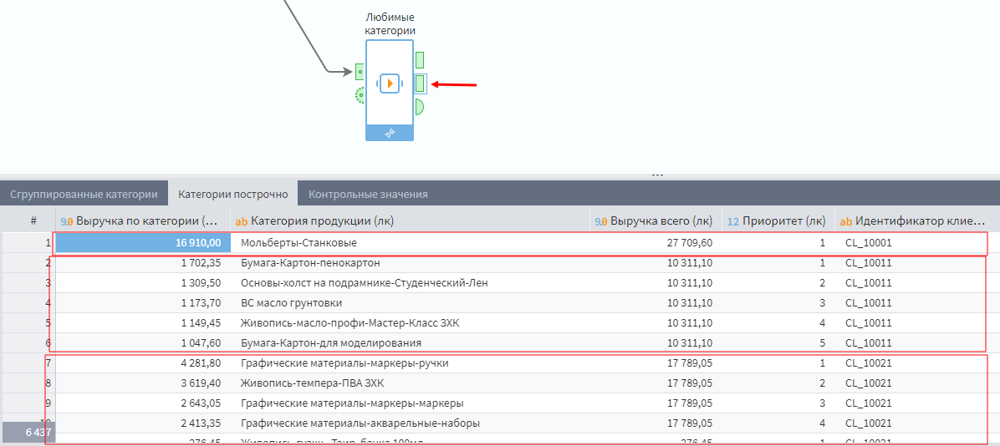 Любимые
категории
Сгруппированные категории Категории построчно Контрольные значения
# 9.0 Выручка по категории (... ab Категория продукции (лк) 9.0 Выручка всего (лк) 12 Приоритет (лк) ab Идентификатор клие...
1 16 910,00 Мольберты-Станковые 27 709,60 1 CL_10001
2 1 702,35 Бумага-Картон-пенокартон 10 311,10 1 CL_10011
3 1 309,50 Основы-холст на подрамнике-Студенческий-Лен 10 311,10 2 CL_10011
4 1 173,70 ВС масло грунтовки 10 311,10 3 CL_10011
5 1 149,45 Живопись-масло-профи-Мастер-Класс ЗХК 10 311,10 4 CL_10011
6 1 047,60 Бумага-Картон-для моделирования 10 311,10 5 CL_10011
7 4 281,80 Графические материалы-маркеры-ручки 17 789,05 1 CL_10021
8 3 619,40 Живопись-темпера-ПВА ЗХК 17 789,05 2 CL_10021
9 2 643,05 Графические материалы-маркеры-маркеры 17 789,05 3 CL_10021
10 2 413,35 Графические материалы-акварельные-наборы 17 789,05 4 CL_10021
6 437 276,45 276,45 1